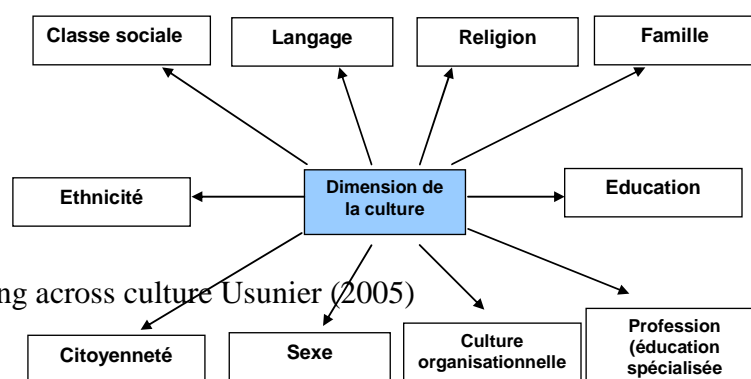 Classe sociale
Langage
Religion
Famille
Ethnicité
Dimension de
la culture
Education
ng across culture Usunier (2005)
Citoyenneté
Sexe
Culture
organisationnelle
Profession
(éducation
spécialisée